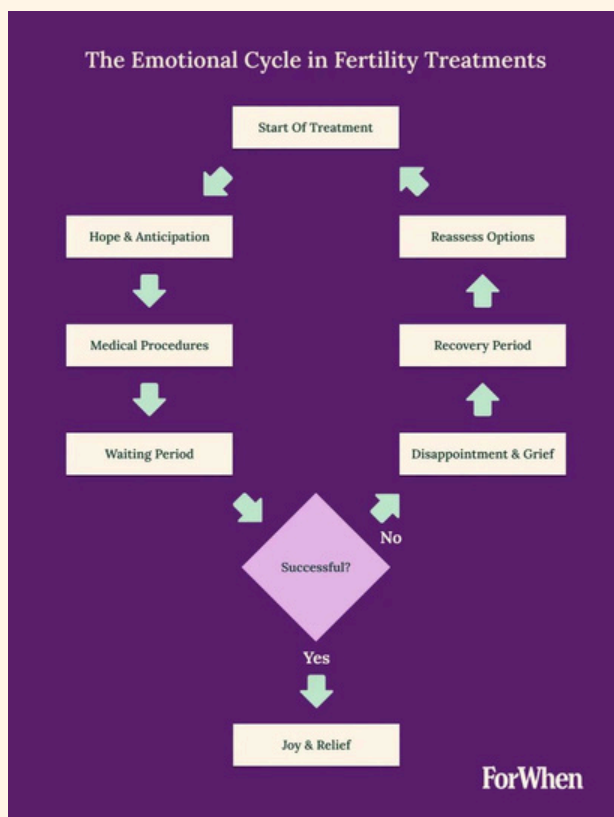 The Emotional Cycle in Fertility Treatments
Start Of Treatment
Hope & Anticipation
Reassess Options
Medical Procedures
Recovery Period
Waiting Period
Disappointment & Grief
No
Successful?
Yes
Joy & Relief
ForWhen